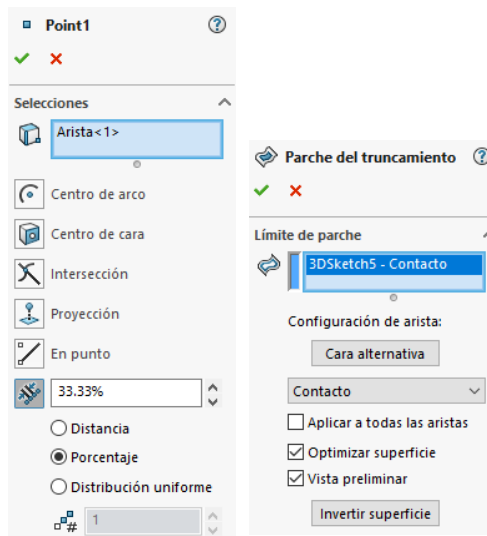 Point1
Selecciones
Arista<1>
Centro de arco
Centro de cara
Intersección
Proyección
En punto
33.33%
Distancia
Porcentaje
Distribución uniforme
#
1
Parche del truncamiento
Límite de parche
3DSketch5 - Contacto
Configuración de arista:
Cara alternativa
Contacto
Aplicar a todas las aristas
Optimizar superficie
Vista preliminar
Invertir superficie